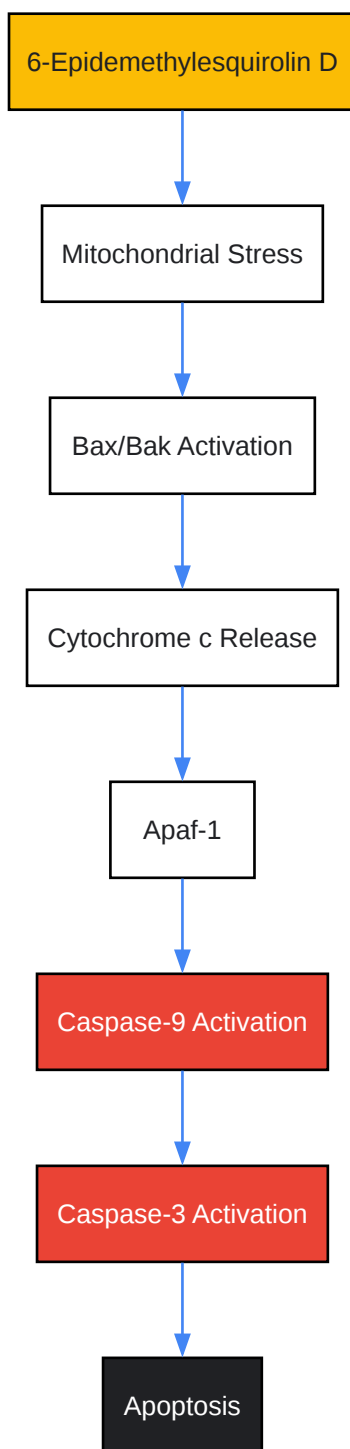 6-Epidemethylesquirolin D
Mitochondrial Stress
Bax/Bak Activation
Cytochrome c Release
Apaf-1
Caspase-9 Activation
Caspase-3 Activation
Apoptosis